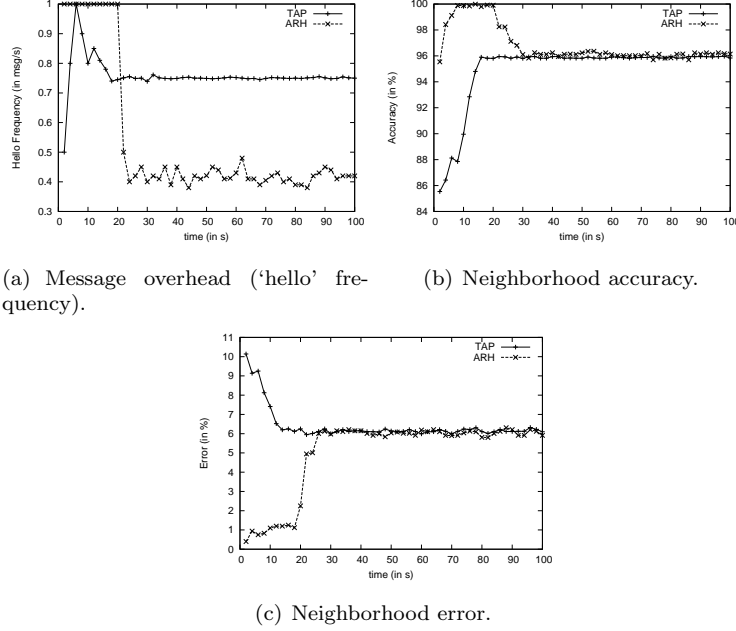 1
0.9
0.8
0.7
0.6
0.5
0.4
0.3
0 10 20 30 40 50 60 70 80 90 100
Hello Frequency (in msg/s)
time (in s)
TAP
ARH
(a) Message overhead (‘hello’ fre-
quency).
100
98
96
94
92
90
88
86
84
0 10 20 30 40 50 60 70 80 90 100
Accuracy (in %)
time (in s)
TAP
ARH
(b) Neighborhood accuracy.
11
10
9
8
7
6
5
4
3
2
1
0
0 10 20 30 40 50 60 70 80 90 100
Error (in %)
time (in s)
TAP
ARH
(c) Neighborhood error.